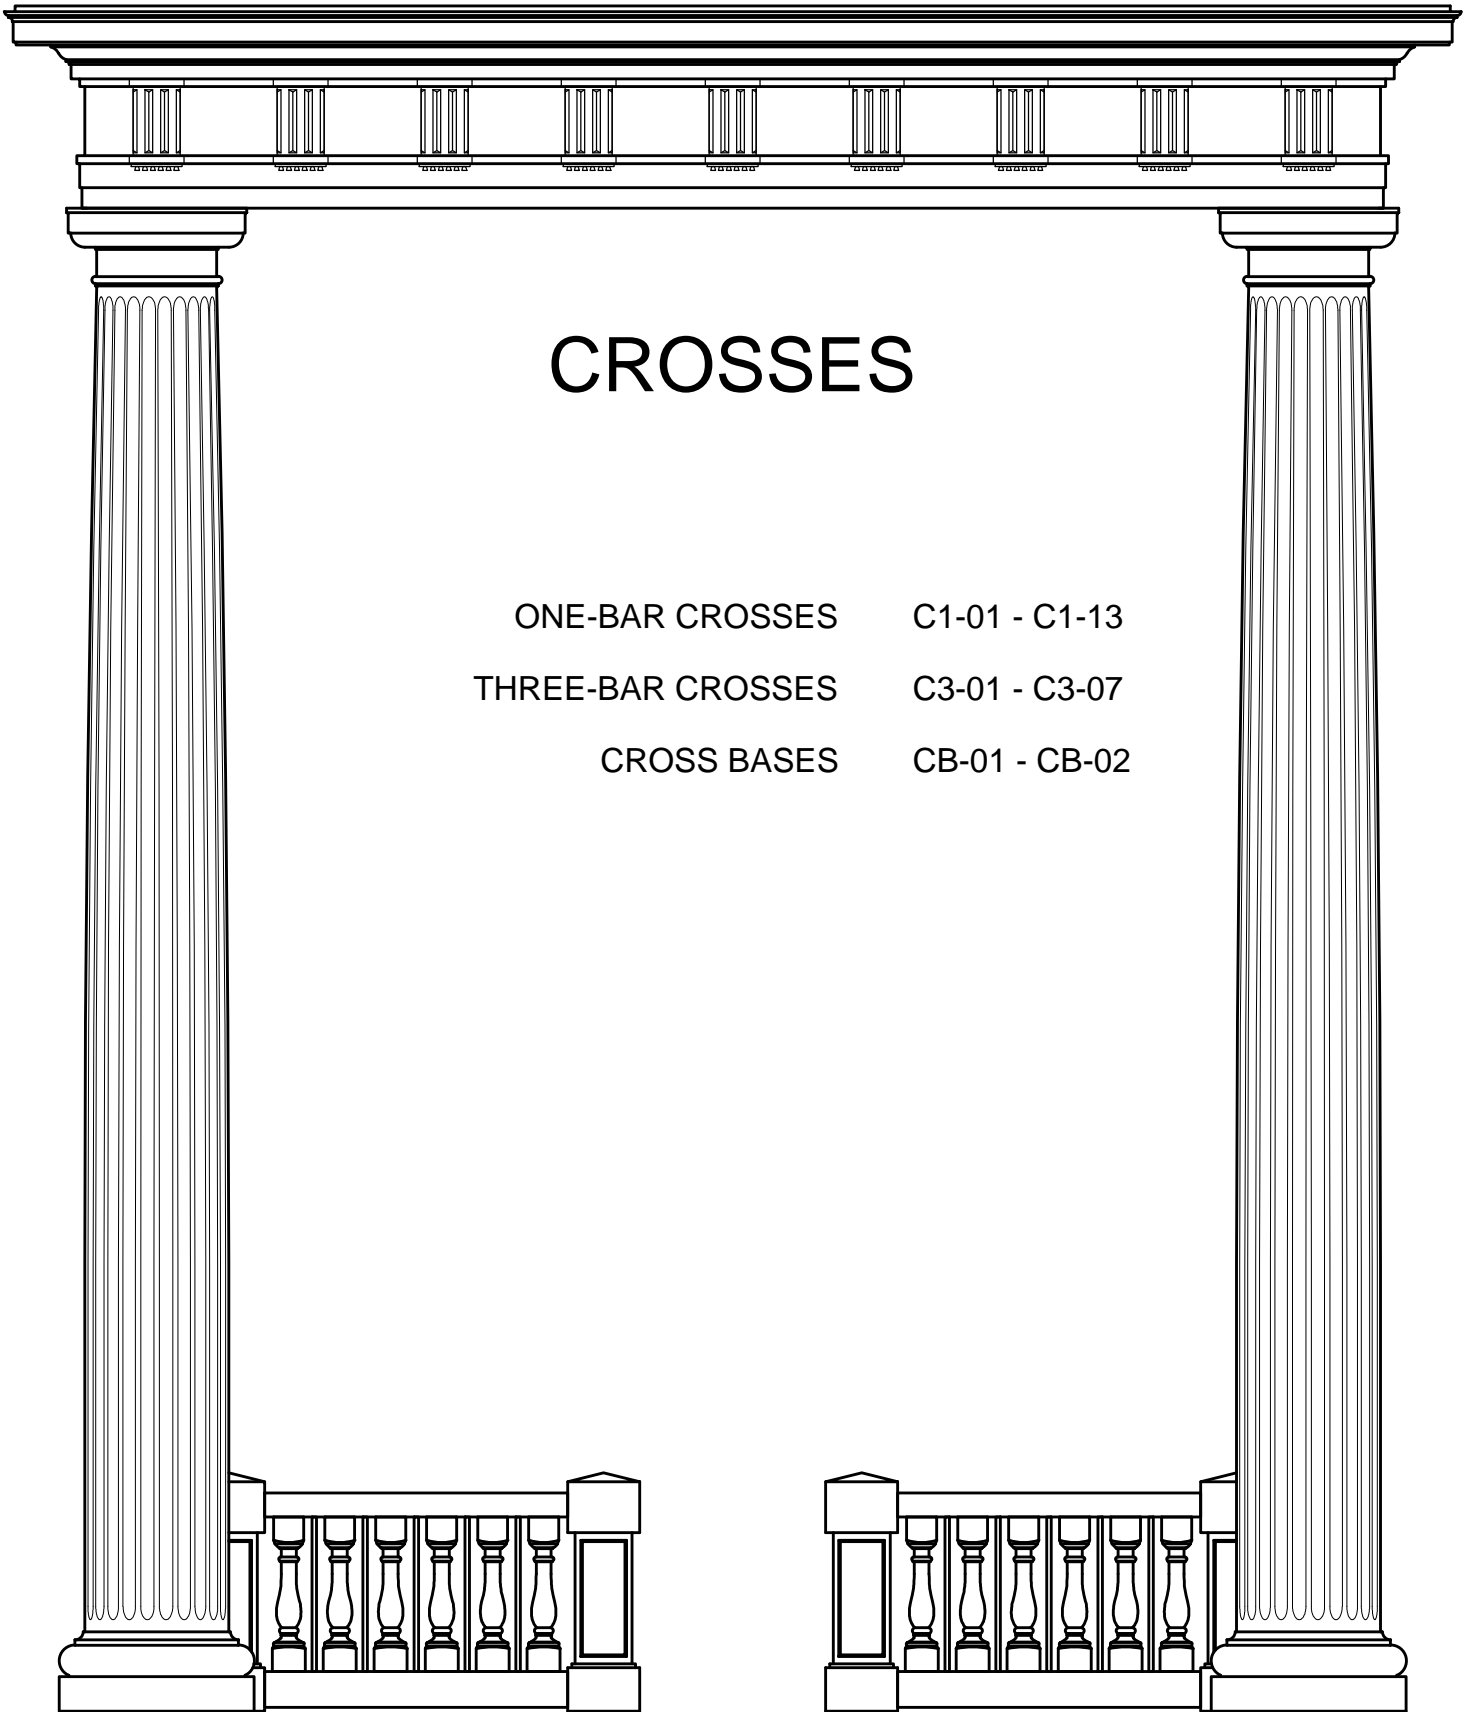 CROSSES
ONE-BAR CROSSES C1-01 - C1-13
THREE-BAR CROSSES C3-01 - C3-07
CROSS BASES CB-01 - CB-02